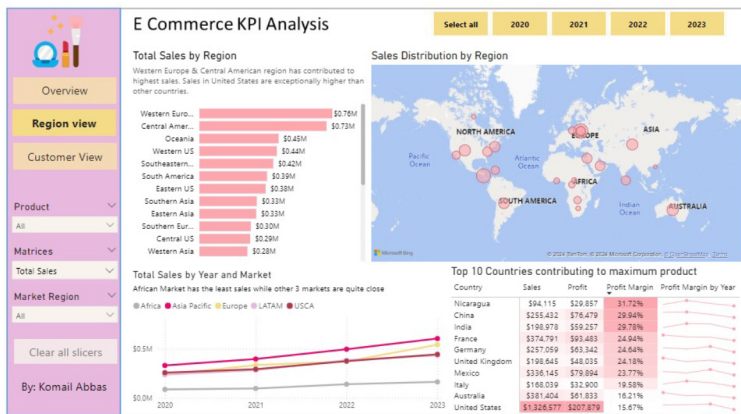 E Commerce KPI Analysis
Select all
2020
2021
2022
2023
Overview
Region view
Customer View
Product
All
Matrices
Total Sales
Market Region
All
Clear all slicers
By: Komail Abbas
Total Sales by Region
Western Europe & Central American region has contributed to
highest sales. Sales in United States are exceptionally higher than
other countries.
Western Euro... $0.76M
Central Amer... $0.73M
Oceania $0.45M
Western US $0.44M
Southeastern... $0.42M
South America $0.39M
Eastern US $0.38M
Southern Asia $0.33M
Eastern Asia $0.33M
Southern Eur... $0.30M
Central US $0.29M
Western Asia $0.28M
Sales Distribution by Region
NORTH AMERICA
EUROPE
ASIA
Pacific
Ocean
Atlantic
Ocean
AFRICA
SOUTH AMERICA
Indian
Ocean
AUSTRALIA
Microsoft Bing
© 2024 TomTom, © 2024 Microsoft Corporation, © OpenStreetMap Terms
Total Sales by Year and Market
African Market has the least sales while other 3 markets are quite close
Africa Asia Pacific Europe LATAM USCA
$0.5M
$0.0M
2020 2021 2022 2023
Top 10 Countries contributing to maximum product
Country Sales Profit Profit Margin Profit Margin by Year
Nicaragua $94,115 $29,857 31.72%
China $255,432 $76,479 29.94%
India $198,978 $59,257 29.78%
France $374,791 $93,483 24.94%
Germany $257,059 $63,342 24.64%
United Kingdom $198,645 $48,035 24.18%
Mexico $336,145 $79,894 23.77%
Italy $168,039 $32,900 19.58%
Australia $381,404 $61,833 16.21%
United States $1,326,577 $207,879 15.67%